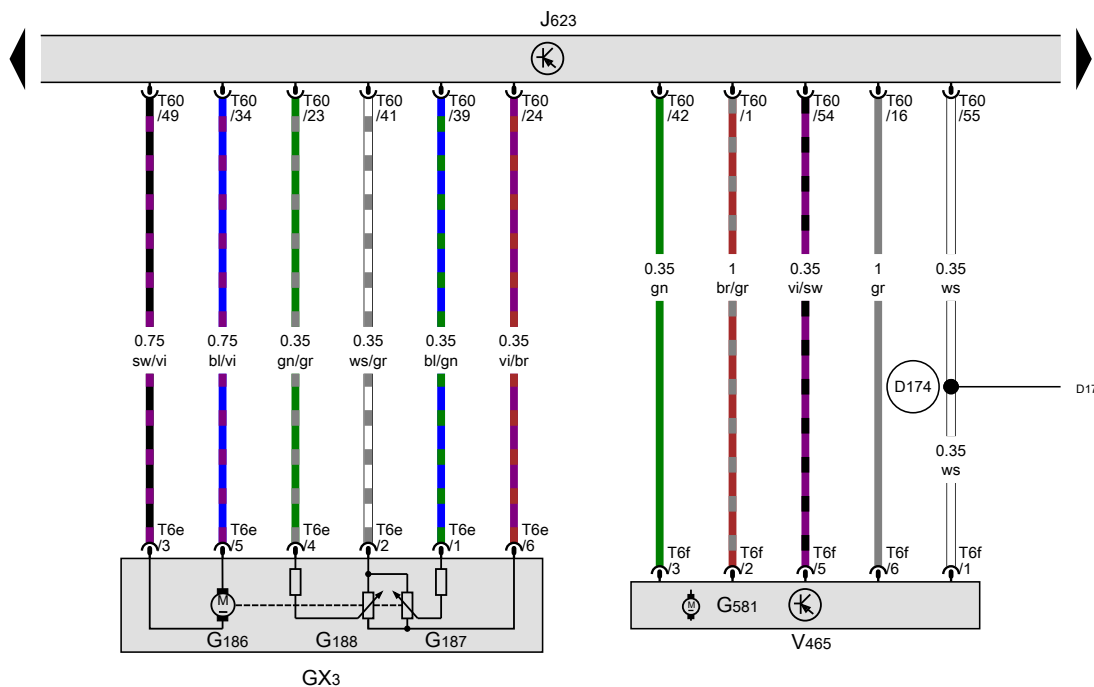 J623
T60 T60 T60 T60 T60 T60 T60 T60 T60 T60 T60
/49 /34 /23 /41 /39 /24 /42 /1 /54 /16 /55
0.35 1 0.35 1 0.35
gn br/gr vi/sw gr ws
0.75 0.75 0.35 0.35 0.35 0.35
sw/vi bl/vi gn/gr ws/gr bl/gn vi/br
D174
D17
0.35
ws
T6e T6e T6e T6e T6e T6e
/3 /5 /4 /2 /1 /6
T6f T6f T6f T6f T6f
/3 /2 /5 /6 /1
M
M
G581
G186 G188 G187
V465
GX3